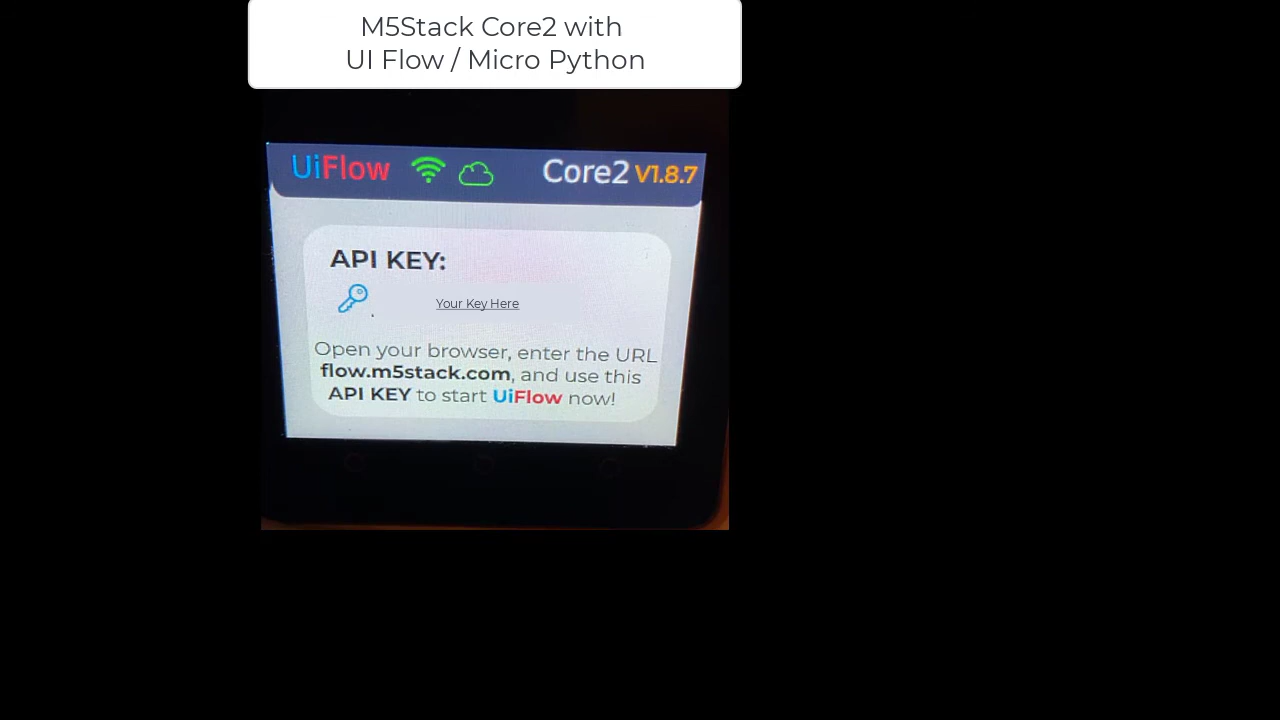 M5Stack Core2 with
UI Flow / Micro Python
UiFlow Core2 V1.8.7
API KEY:
Your Key Here
Open your browser, enter the URL
flow.m5stack.com, and use this
API KEY to start UiFlow now!